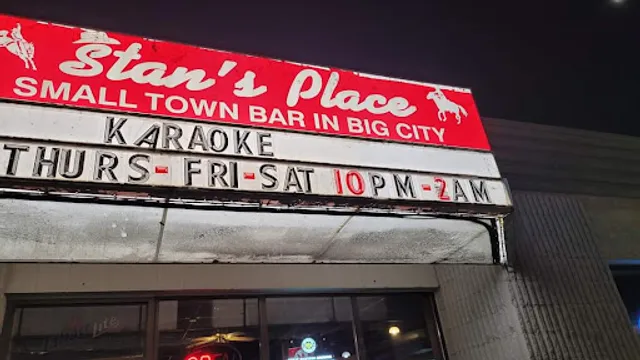 Stan's Place
SMALL TOWN BAR IN BIG CITY
KARAOKE
THURS-FRI-SAT 10PM-2AM